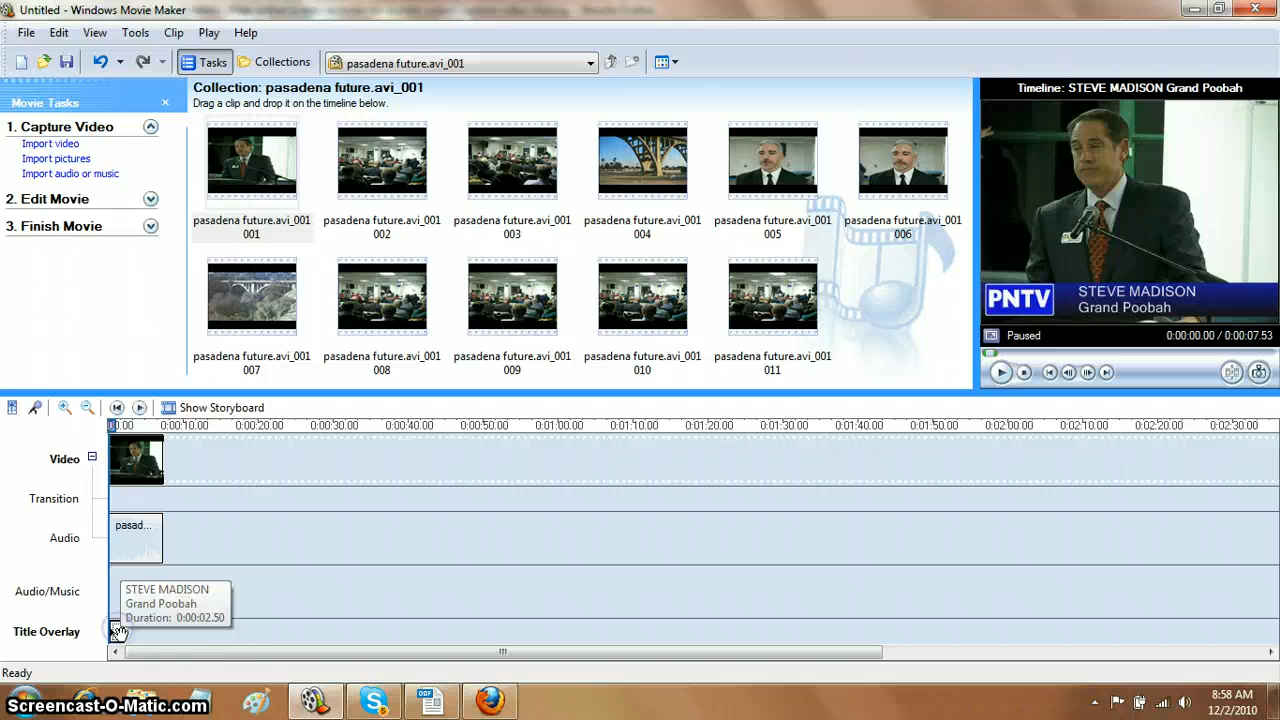 Untitled - Windows Movie Maker
File Edit View Tools Clip Play Help
Tasks Collections pasadena future.avi_001
Movie Tasks
1. Capture Video
Import video
Import pictures
Import audio or music
2. Edit Movie
3. Finish Movie
Collection: pasadena future.avi_001
Drag a clip and drop it on the timeline below.
pasadena future.avi_001
001
pasadena future.avi_001
002
pasadena future.avi_001
003
pasadena future.avi_001
004
pasadena future.avi_001
005
pasadena future.avi_001
006
pasadena future.avi_001
007
pasadena future.avi_001
008
pasadena future.avi_001
009
pasadena future.avi_001
010
pasadena future.avi_001
011
Timeline: STEVE MADISON Grand Poobah
PNTV
STEVE MADISON
Grand Poobah
Paused 0:00:00.00 / 0:00:07.53
Show Storyboard
0:00:10.00 0:00:20.00 0:00:30.00 0:00:40.00 0:00:50.00 0:01:00.00 0:01:10.00 0:01:20.00 0:01:30.00 0:01:40.00 0:01:50.00 0:02:00.00 0:02:10.00 0:02:20.00 0:02:30.00
Video
Transition
Audio
pasad...
Audio/Music
STEVE MADISON
Grand Poobah
Duration: 0:00:02.50
Title Overlay
Ready
ODF
Screencast-O-Matic.com
8:58 AM
12/2/2010